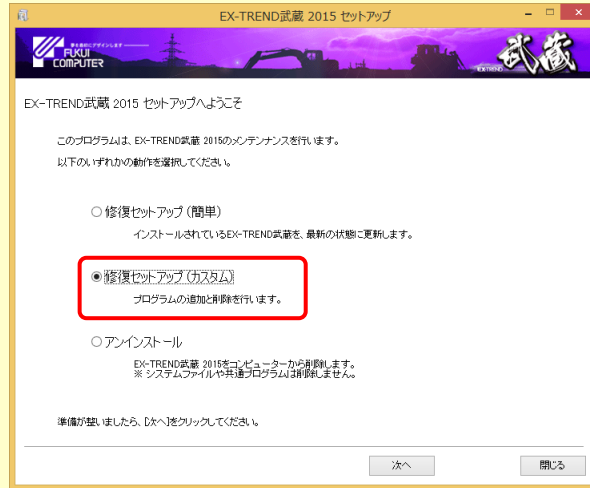 EX-TREND武蔵 2015 セットアップ
FUKUI
COMPUTER
EX-TREND
武蔵
EX-TREND武蔵 2015 セットアップへようこそ
このプログラムは、EX-TREND武蔵 2015のメンテナンスを行います。
以下のいずれかの動作を選択してください。
修復セットアップ(簡単)
インストールされているEX-TREND武蔵を、最新の状態に更新します。
修復セットアップ(カスタム)
プログラムの追加と削除を行います。
アンインストール
EX-TREND武蔵 2015をコンピューターから削除します。
※ システムファイルや共通プログラムは削除しません。
準備が整いましたら、[次へ]をクリックしてください。
次へ
閉じる